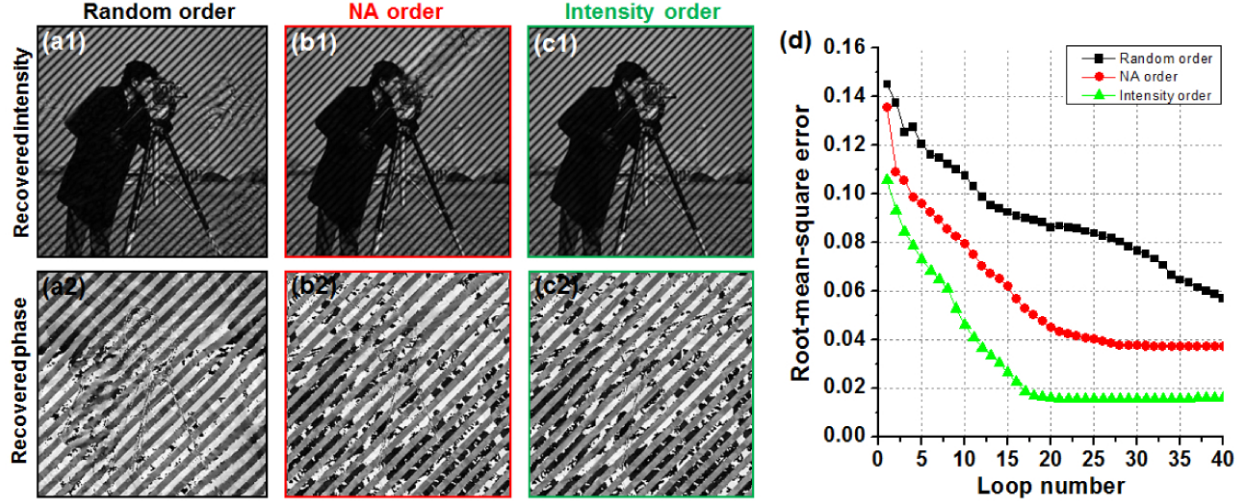 Random order
NA order
Intensity order
Recovered intensity
(a1)
(b1)
(c1)
Recovered phase
(a2)
(b2)
(c2)
(d)
Random order
NA order
Intensity order
Root-mean-square error
0.16
0.14
0.12
0.10
0.08
0.06
0.04
0.02
0.00
0 5 10 15 20 25 30 35 40
Loop number